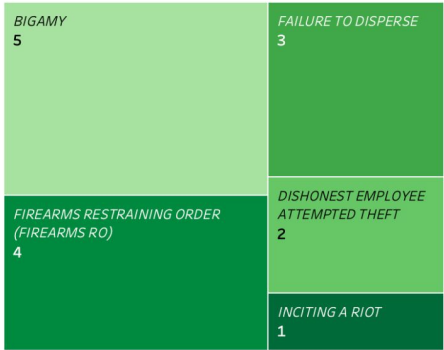 BIGAMY
5
FIREARMS RESTRAINING ORDER
(FIREARMS RO)
4
FAILURE TO DISPERSE
3
DISHONEST EMPLOYEE
ATTEMPTED THEFT
2
INCITING A RIOT
1